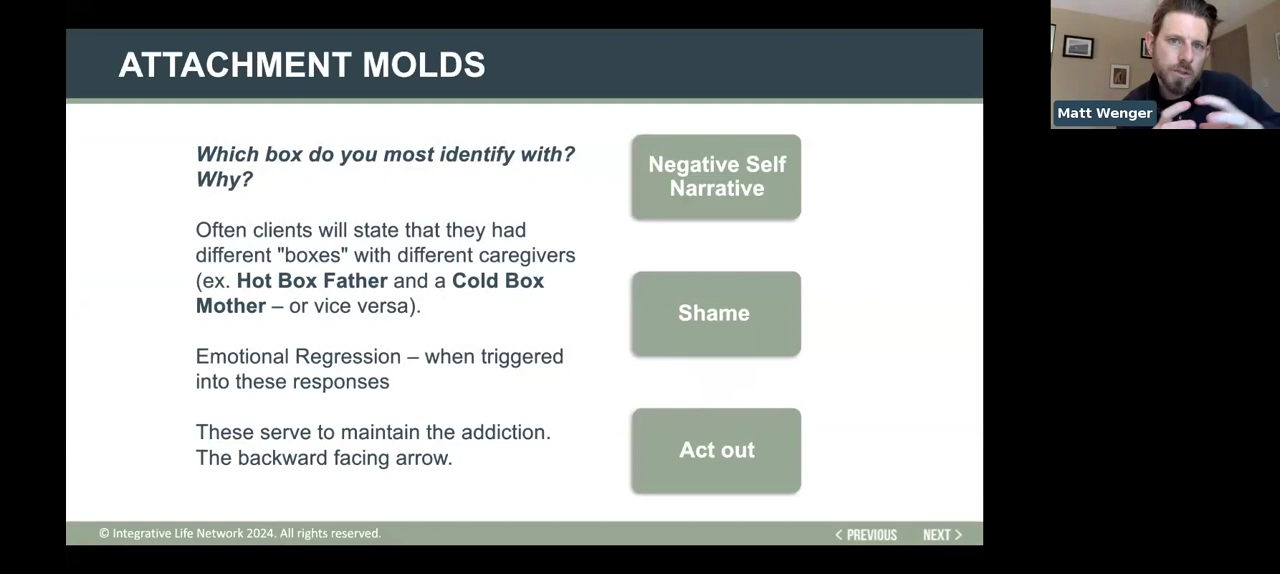 ATTACHMENT MOLDS
Matt Wenger
Which box do you most identify with?
Why?
Often clients will state that they had
different "boxes" with different caregivers
(ex. Hot Box Father and a Cold Box
Mother – or vice versa).
Emotional Regression – when triggered
into these responses
These serve to maintain the addiction.
The backward facing arrow.
Negative Self
Narrative
Shame
Act out
© Integrative Life Network 2024. All rights reserved.
< PREVIOUS
NEXT >